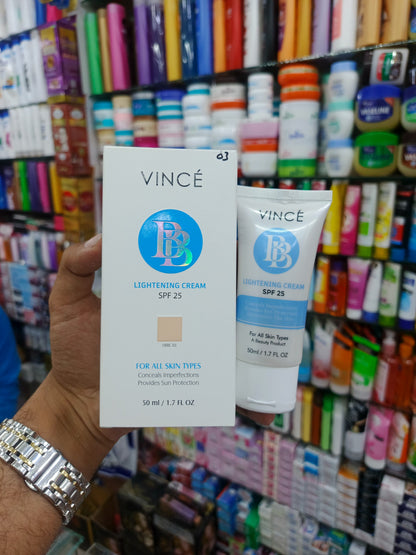 03
VINCÉ
BB
LIGHTENING CREAM
SPF 25
FOR ALL SKIN TYPES
Conceals Imperfections
Provides Sun Protection
50 ml / 1.7 FL OZ
VINCÉ
BB
LIGHTENING CREAM
SPF 25
For All Skin Types
A Beauty Product
50ml / 1.7 FL OZ
Vaseline